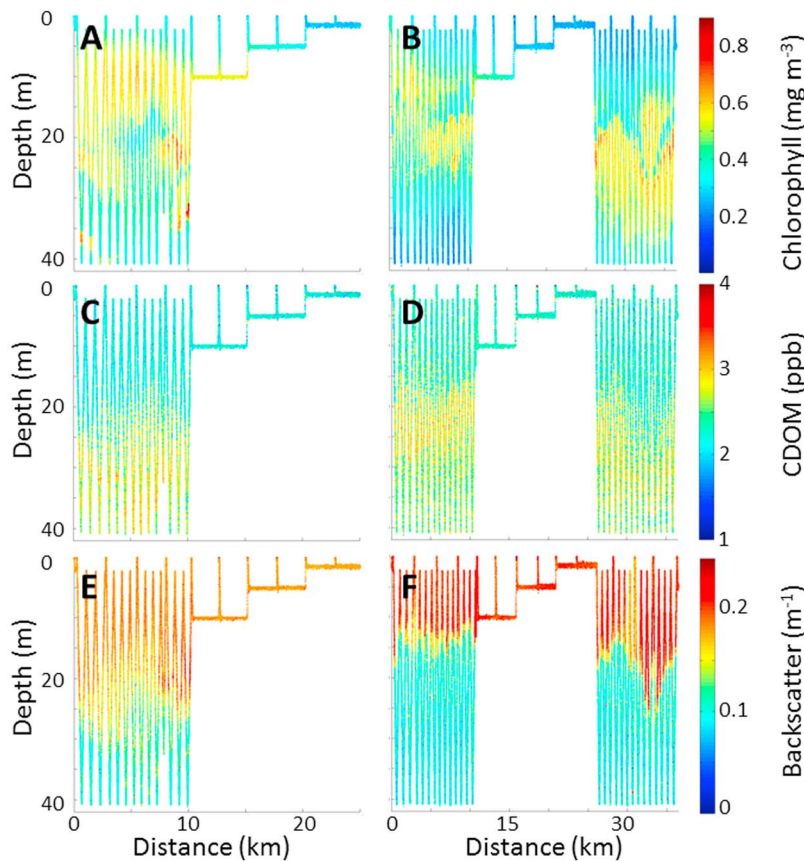 A
B
0
20
40
Depth (m)
0.8
0.6
0.4
0.2
Chlorophyll (mg m-3)
C
D
0
20
40
Depth (m)
4
3
2
1
CDOM (ppb)
E
F
0
20
40
Depth (m)
0.2
0.1
0
Backscatter (m-1)
0 10 20
Distance (km)
0 15 30
Distance (km)